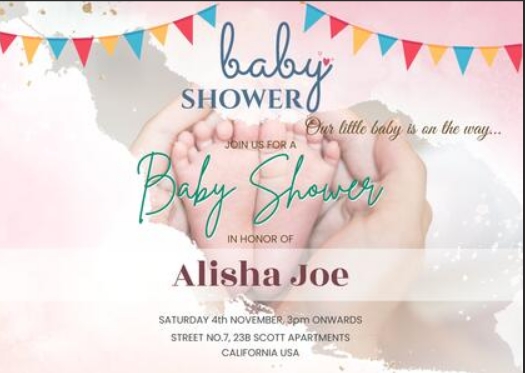 baby
SHOWER
Our little baby is on the way...
JOIN US FOR A
Baby Shower
IN HONOR OF
Alisha Joe
SATURDAY 4th NOVEMBER, 3pm ONWARDS
STREET NO.7, 23B SCOTT APARTMENTS
CALIFORNIA USA